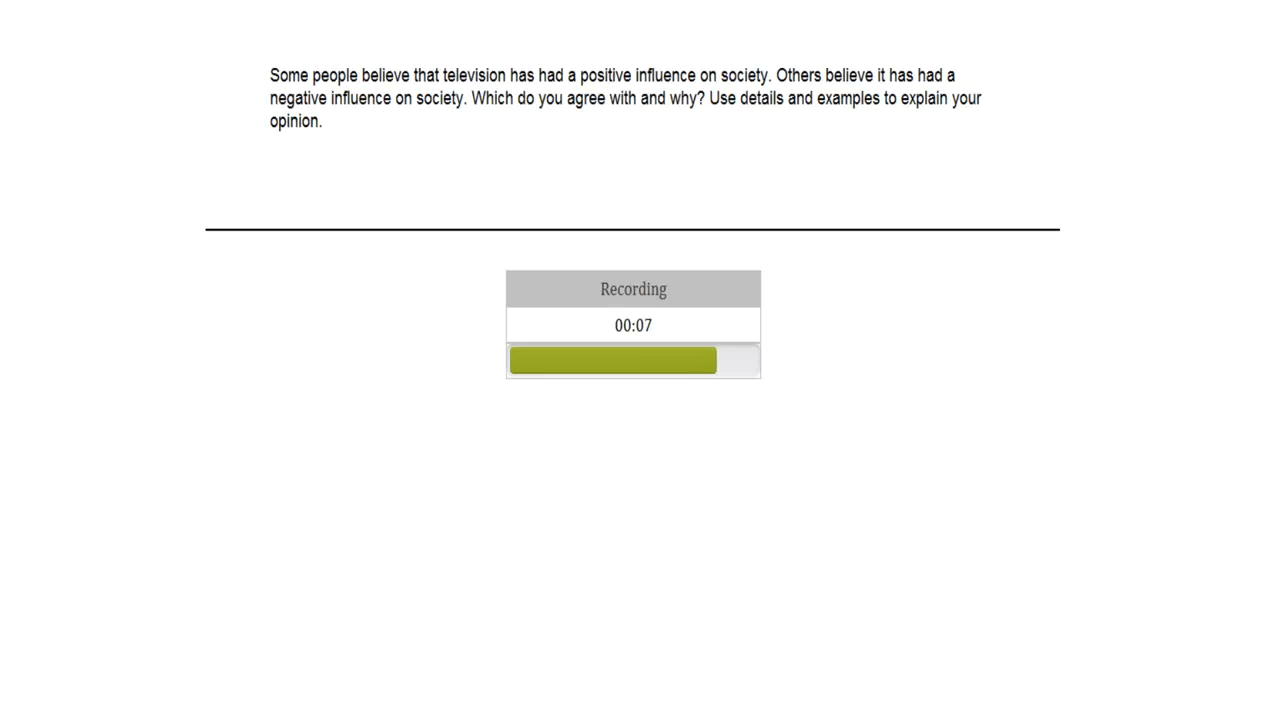 Some people believe that television has had a positive influence on society. Others believe it has had a
negative influence on society. Which do you agree with and why? Use details and examples to explain your
opinion.
Recording
00:07